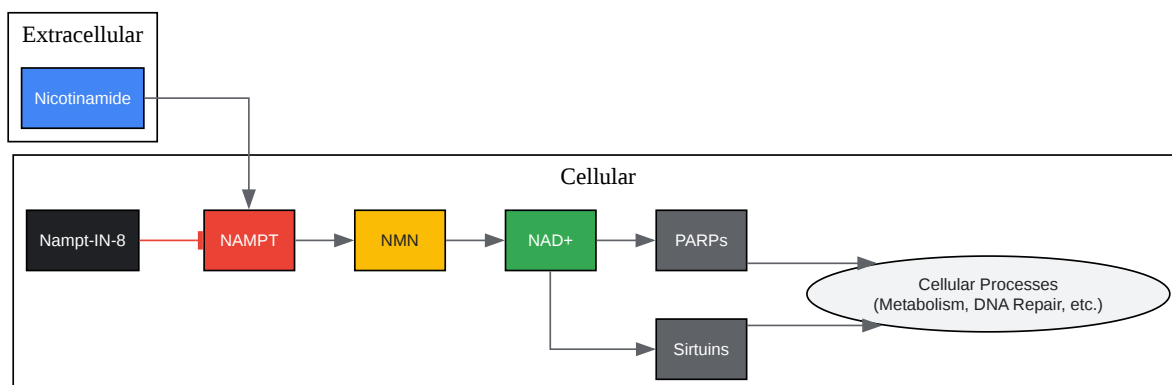 Extracellular
Nicotinamide
Cellular
Nampt-IN-8
NAMPT
NMN
NAD+
PARPs
Cellular Processes
(Metabolism, DNA Repair, etc.)
Sirtuins